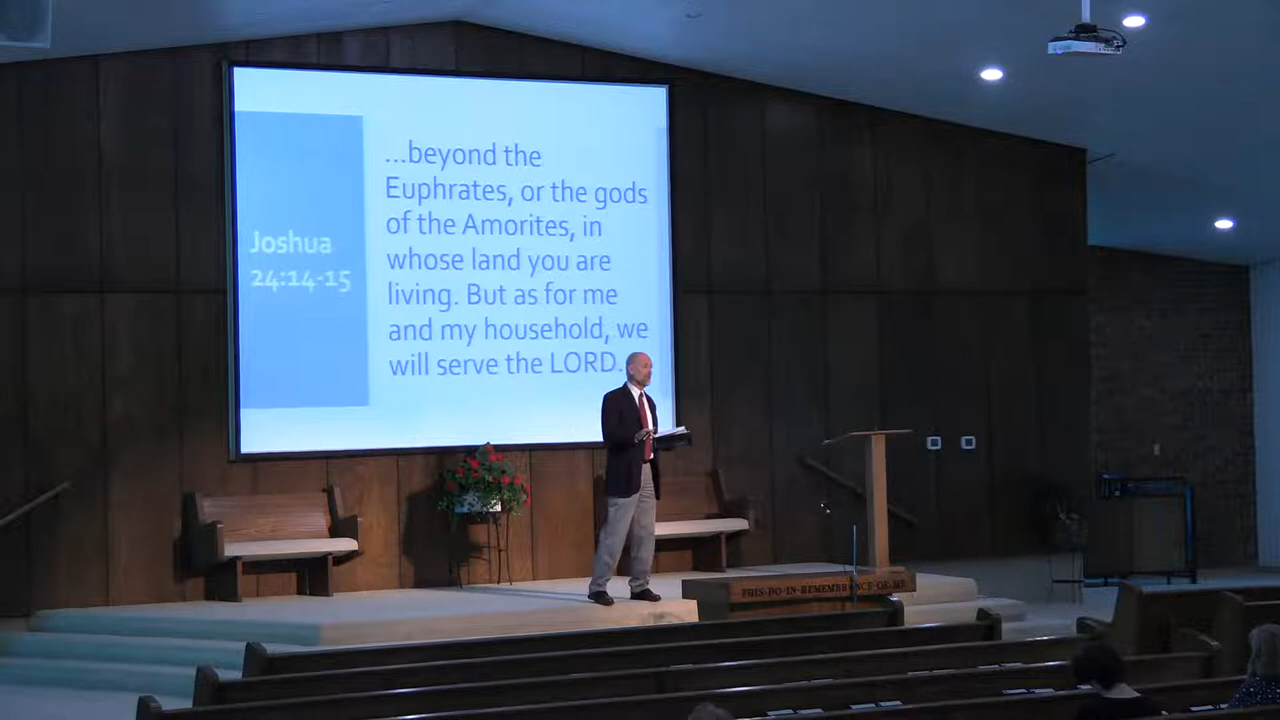 Joshua
24:14-15
...beyond the
Euphrates, or the gods
of the Amorites, in
whose land you are
living. But as for me
and my household, we
will serve the LORD.
THIS·DO·IN·REMEMBRANCE·OF·ME